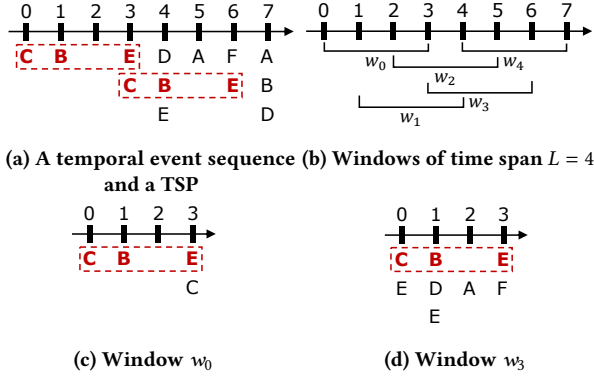 0 1 2 3 4 5 6 7
C B E D A F A
C B E B
E D
0 1 2 3 4 5 6 7
w0 w4
w2
w3
w1
(a) A temporal event sequence and a TSP
(b) Windows of time span L = 4
0 1 2 3
C B E
C
(c) Window w0
0 1 2 3
C B E
E D A F
E
(d) Window w3